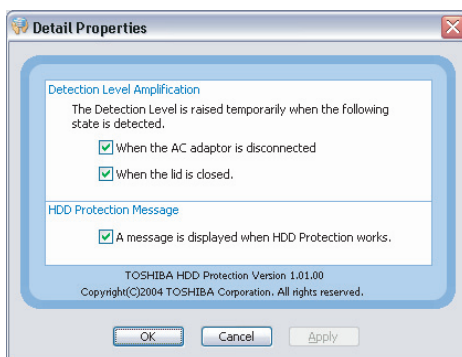 Detail Properties
Detection Level Amplification
The Detection Level is raised temporarily when the following
state is detected.
When the AC adaptor is disconnected
When the lid is closed.
HDD Protection Message
A message is displayed when HDD Protection works.
TOSHIBA HDD Protection Version 1.01.00
Copyright(C)2004 TOSHIBA Corporation. All rights reserved.
OK Cancel Apply